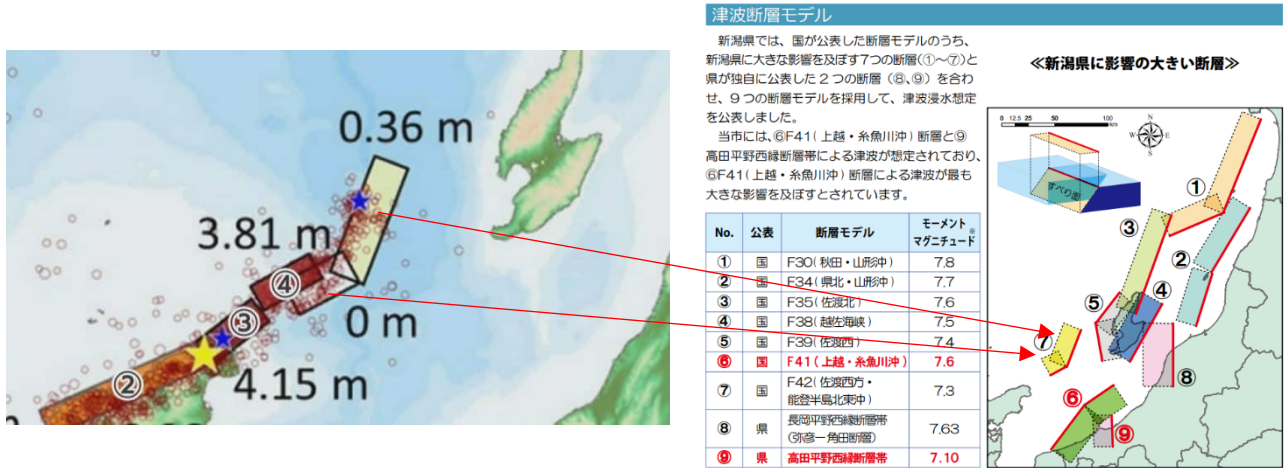 0.36 m
3.81 m
④
③
0 m
②
4.15 m
津波断層モデル
新潟県では、国が公表した断層モデルのうち、
新潟県に大きな影響を及ぼす7つの断層(①〜⑦)と
県が独自に公表した２つの断層（⑧、⑨）を合わ
せ、９つの断層モデルを採用して、津波浸水想定
を公表しました。
当市には、⑥F41(上越・糸魚川沖)断層と⑨
高田平野西縁断層帯による津波が想定されており、
⑥F41(上越・糸魚川沖)断層による津波が最も
大きな影響を及ぼすとされています。
No. 公表 断層モデル モーメントマグニチュード※
① 国 F30(秋田・山形沖) 7.8
② 国 F34(県北・山形沖) 7.7
③ 国 F35(佐渡北) 7.6
④ 国 F38(越佐海峡) 7.5
⑤ 国 F39(佐渡西) 7.4
⑥ 国 F41(上越・糸魚川沖) 7.6
⑦ 国 F42(佐渡西方・
能登半島北東沖) 7.3
⑧ 県 長岡平野西縁断層帯
(弥彦ー角田断層) 7.63
⑨ 県 高田平野西縁断層帯 7.10
≪新潟県に影響の大きい断層≫
0 12.5 25 50 100
N
W E
S
すべり面
①
③
②
⑤
④
⑦
⑧
⑥
⑨